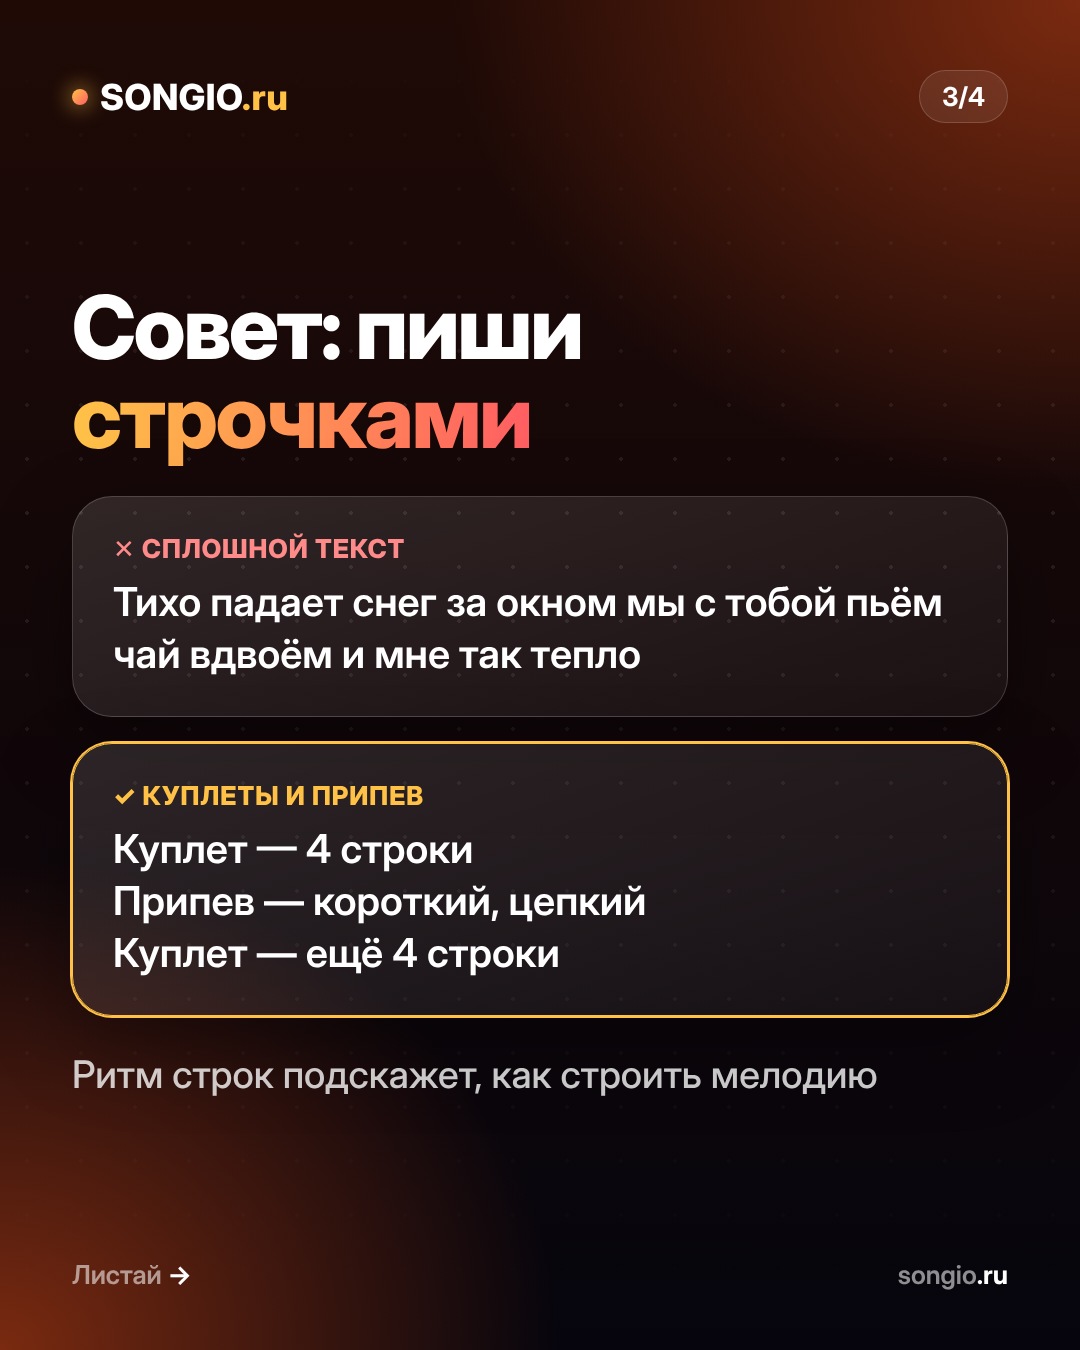 SONGIO.ru
3/4
Совет: пиши
строчками
✕ СПЛОШНОЙ ТЕКСТ
Тихо падает снег за окном мы с тобой пьём
чай вдвоём и мне так тепло
✓ КУПЛЕТЫ И ПРИПЕВ
Куплет — 4 строки
Припев — короткий, цепкий
Куплет — ещё 4 строки
Ритм строк подскажет, как строить мелодию
Листай →
songio.ru